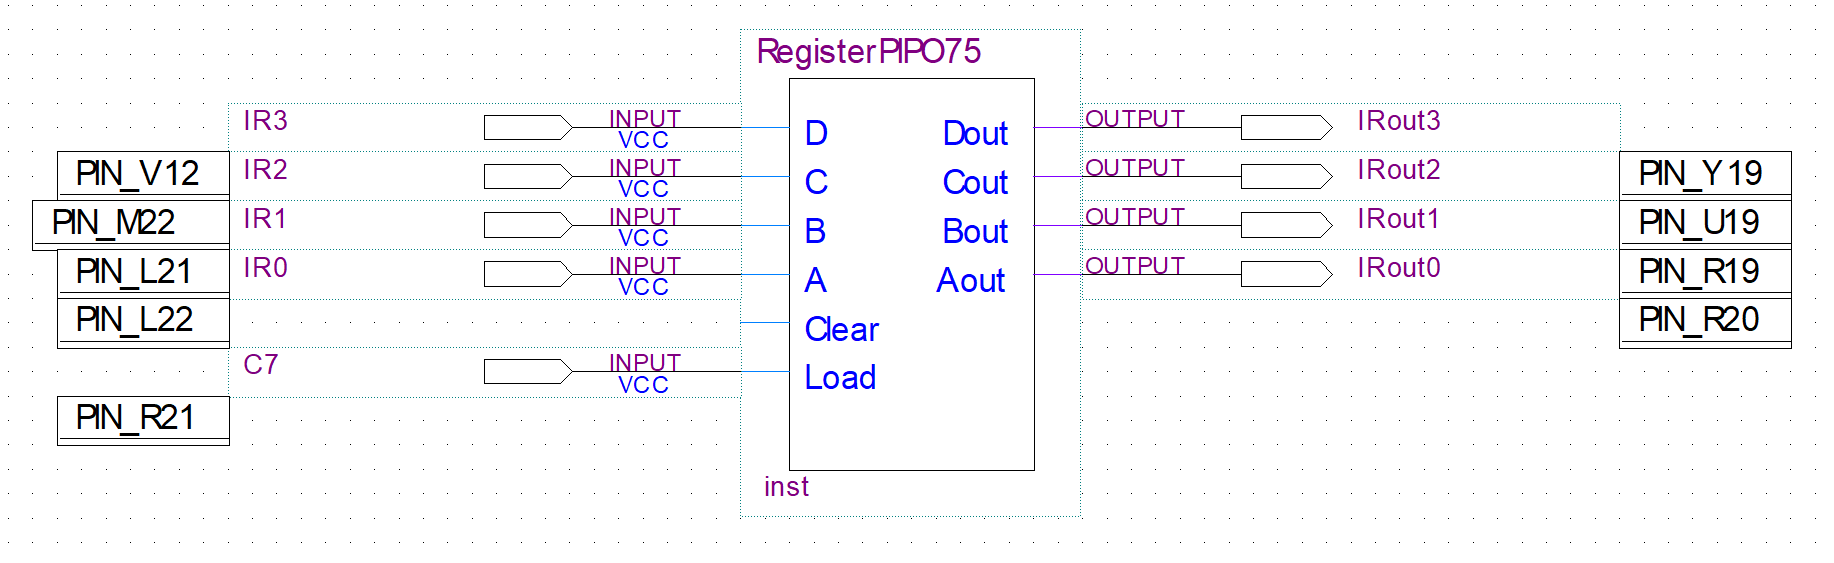 RegisterPIPO75
IR3 INPUT VCC D Dout OUTPUT IRout3
PIN_V12 IR2 INPUT VCC C Cout OUTPUT IRout2 PIN_Y19
PIN_M22 IR1 INPUT VCC B Bout OUTPUT IRout1 PIN_U19
PIN_L21 IR0 INPUT VCC A Aout OUTPUT IRout0 PIN_R19
PIN_L22 Clear PIN_R20
C7 INPUT VCC Load
PIN_R21
inst